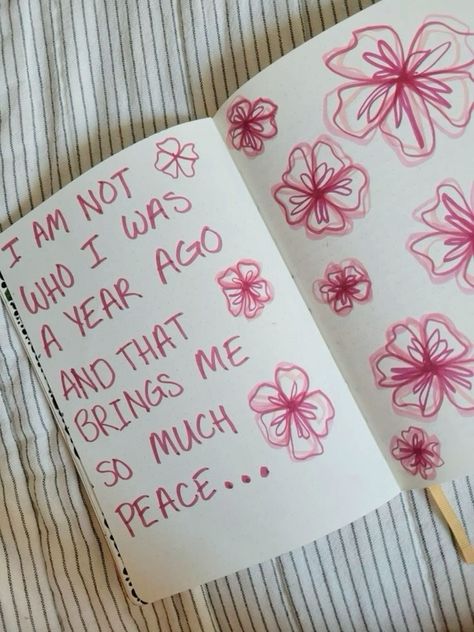 I AM NOT
WHO I WAS
A YEAR AGO
AND THAT
BRINGS ME
SO MUCH
PEACE...